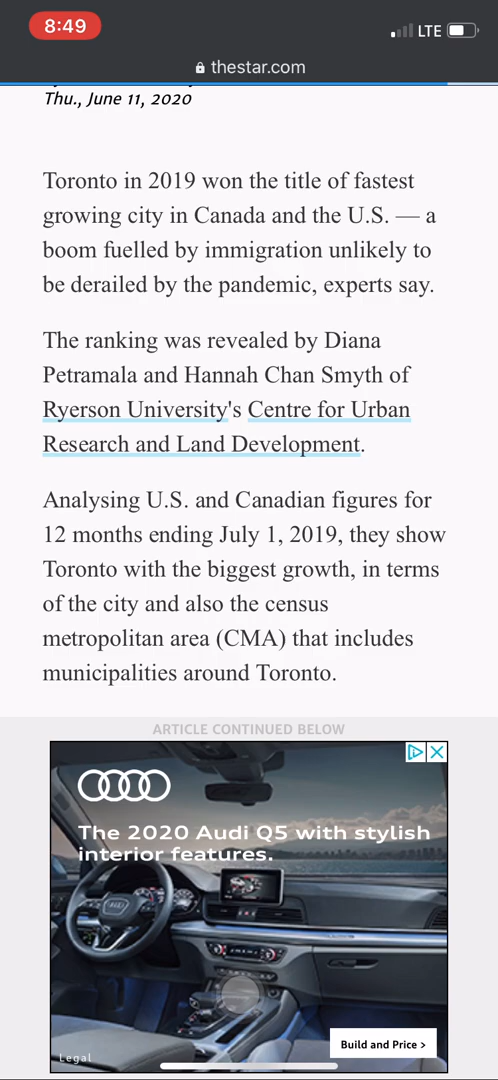 8:49
LTE
thestar.com
Thu., June 11, 2020
Toronto in 2019 won the title of fastest
growing city in Canada and the U.S. — a
boom fuelled by immigration unlikely to
be derailed by the pandemic, experts say.
The ranking was revealed by Diana
Petramala and Hannah Chan Smyth of
Ryerson University's Centre for Urban
Research and Land Development.
Analysing U.S. and Canadian figures for
12 months ending July 1, 2019, they show
Toronto with the biggest growth, in terms
of the city and also the census
metropolitan area (CMA) that includes
municipalities around Toronto.
ARTICLE CONTINUED BELOW
The 2020 Audi Q5 with stylish
interior features.
Build and Price >
Legal